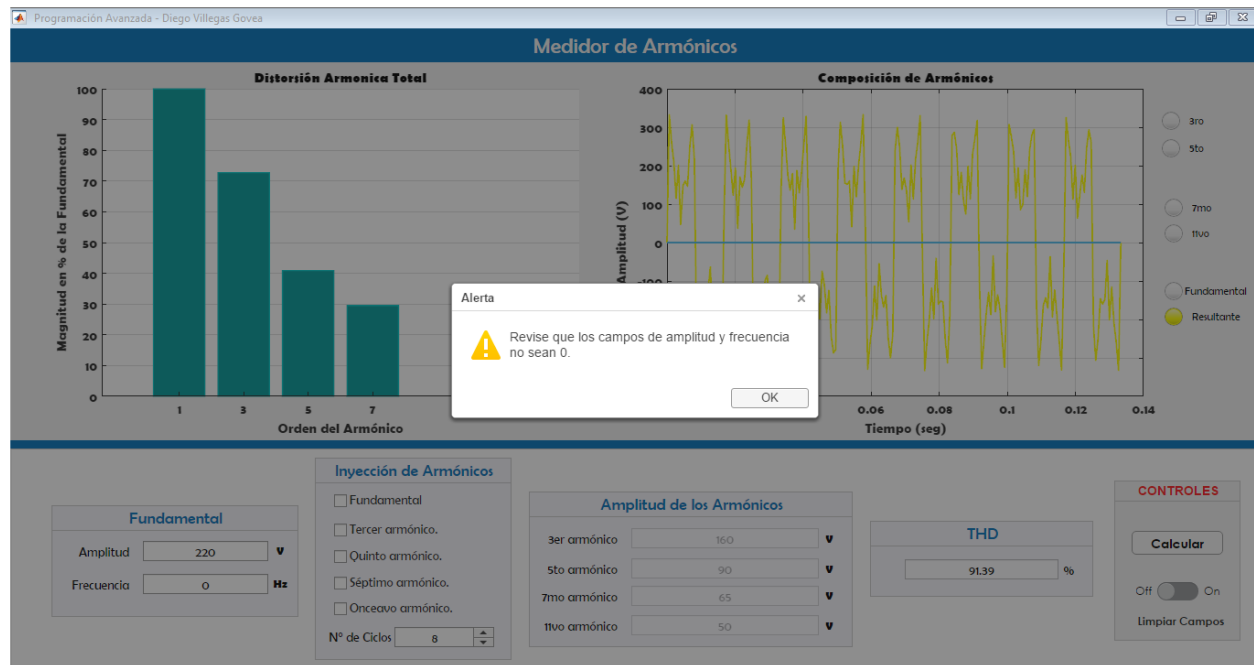 Programación Avanzada - Diego Villegas Govea
Medidor de Armónicos
Distorsión Armonica Total
Magnitud en % de la Fundamental
100
90
80
70
60
50
40
30
20
10
0
1 3 5 7
Orden del Armónico
Composición de Armónicos
Amplitud (V)
400
300
200
100
0
-100
0.06 0.08 0.1 0.12 0.14
Tiempo (seg)
3ro
5to
7mo
11vo
Fundamental
Resultante
Alerta
Revise que los campos de amplitud y frecuencia
no sean 0.
OK
Fundamental
Amplitud 220 V
Frecuencia 0 Hz
Inyección de Armónicos
Fundamental
Tercer armónico.
Quinto armónico.
Séptimo armónico.
Onceavo armónico.
Nº de Ciclos 8
Amplitud de los Armónicos
3er armónico 160 V
5to armónico 90 V
7mo armónico 65 V
11vo armónico 50 V
THD
91.39 %
CONTROLES
Calcular
Off On
Limpiar Campos